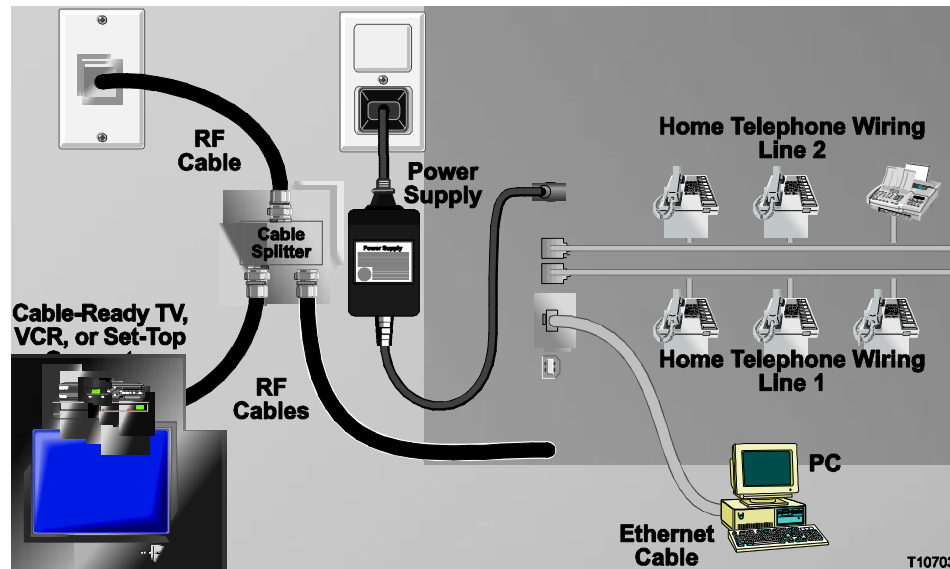 RF
Cable
Power
Supply
Home Telephone Wiring
Line 2
Cable
Splitter
Power Supply
Cable-Ready TV,
VCR, or Set-Top
RF
Cables
Home Telephone Wiring
Line 1
PC
Ethernet
Cable